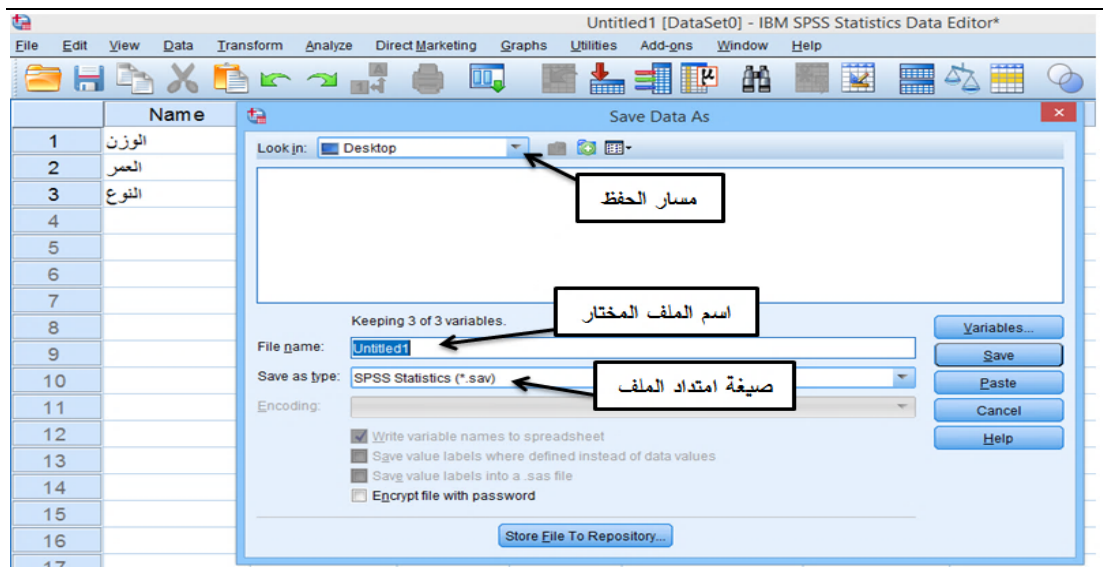 Untitled1 [DataSet0] - IBM SPSS Statistics Data Editor*
File Edit View Data Transform Analyze Direct Marketing Graphs Utilities Add-ons Window Help
Name
1 الوزن
2 العمر
3 النوع
4
5
6
7
8
9
10
11
12
13
14
15
16
17
Save Data As
Look in: Desktop
مسار الحفظ
Keeping 3 of 3 variables.
اسم الملف المختار
File name: Untitled1
Save as type: SPSS Statistics (*.sav)
صيغة امتداد الملف
Encoding:
Write variable names to spreadsheet
Save value labels where defined instead of data values
Save value labels into a .sas file
Encrypt file with password
Store File To Repository...
Variables...
Save
Paste
Cancel
Help